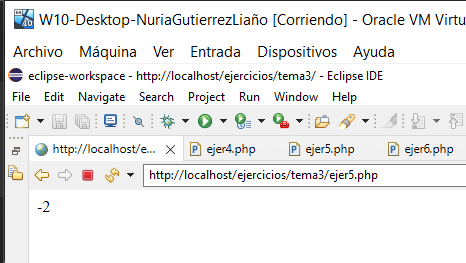 W10-Desktop-NuriaGutierrezLiaño [Corriendo] - Oracle VM Virtu
Archivo Máquina Ver Entrada Dispositivos Ayuda
eclipse-workspace - http://localhost/ejercicios/tema3/ - Eclipse IDE
File Edit Navigate Search Project Run Window Help
http://localhost/e... ejer4.php ejer5.php ejer6.php
http://localhost/ejercicios/tema3/ejer5.php
-2